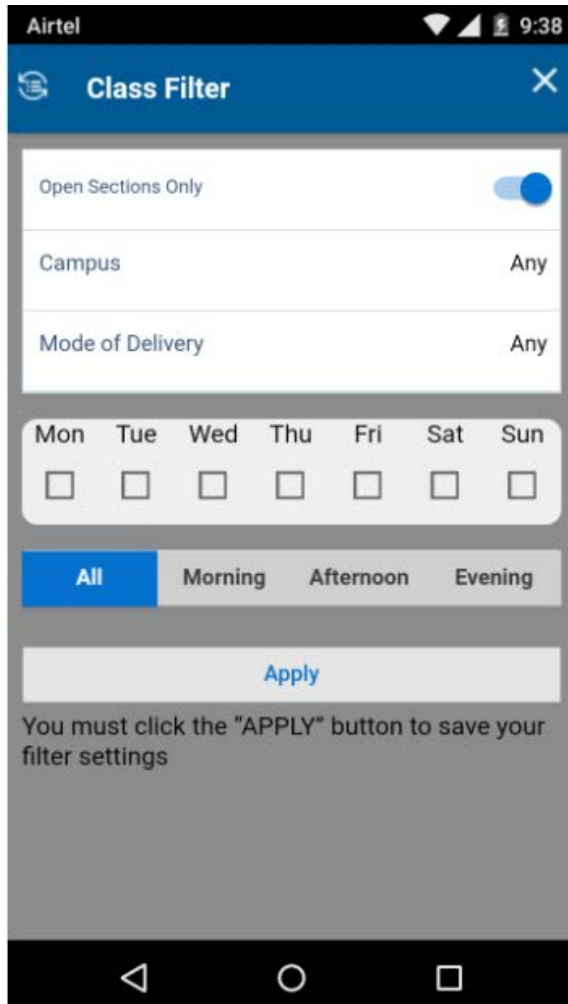 Airtel 9:38
Class Filter
Open Sections Only
Campus Any
Mode of Delivery Any
Mon Tue Wed Thu Fri Sat Sun
All Morning Afternoon Evening
Apply
You must click the "APPLY" button to save your
filter settings